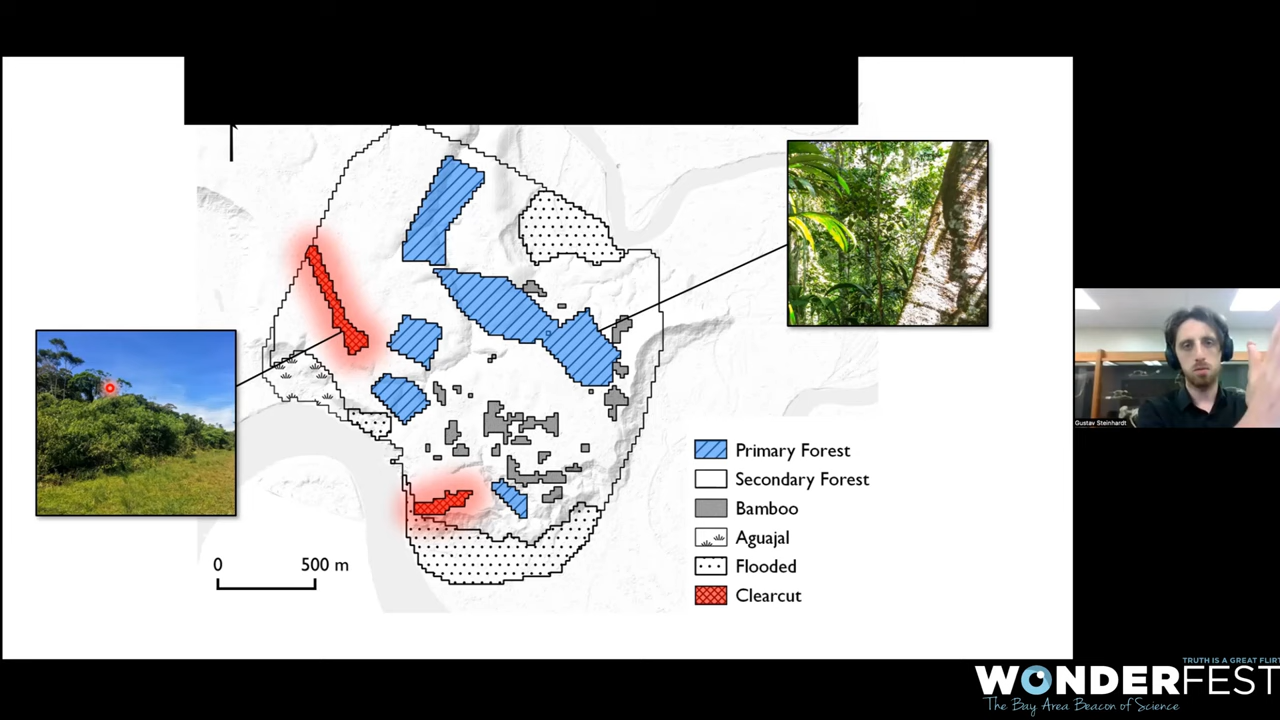 Primary Forest
Secondary Forest
Bamboo
Aguajal
Flooded
Clearcut
0 500 m
Gustav Steinhardt
TRUTH IS A GREAT FLIRT
WONDERFEST
The Bay Area Beacon of Science